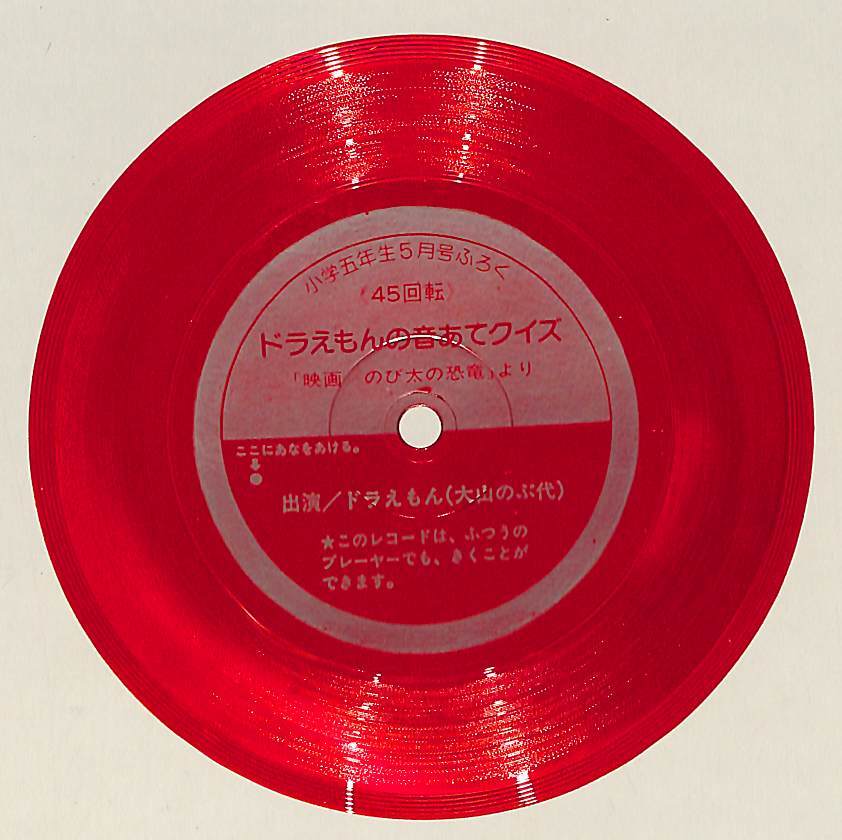 小学五年生5月号ふろく
《45回転》
ドラえもんの音あてクイズ
「映画　のび太の恐竜」より
ここにあなをあける。
出演/ドラえもん(大山のぶ代)
★このレコードは、ふつうの
プレーヤーでも、きくことが
できます。